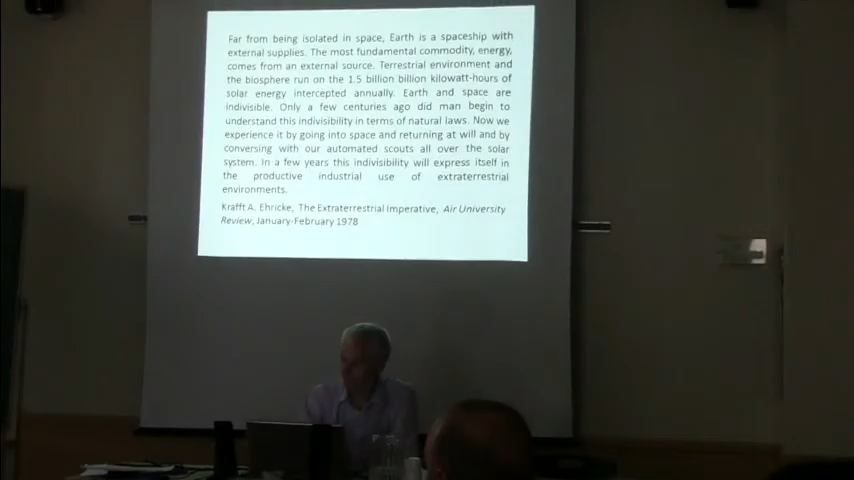 Far from being isolated in space, Earth is a spaceship with
external supplies. The most fundamental commodity, energy,
comes from an external source. Terrestrial environment and
the biosphere run on the 1.5 billion billion kilowatt-hours of
solar energy intercepted annually. Earth and space are
indivisible. Only a few centuries ago did man begin to
understand this indivisibility in terms of natural laws. Now we
experience it by going into space and returning at will and by
conversing with our automated scouts all over the solar
system. In a few years this indivisibility will express itself in
the productive industrial use of extraterrestrial
environments.
Krafft A. Ehricke, The Extraterrestrial Imperative, Air University
Review, January-February 1978